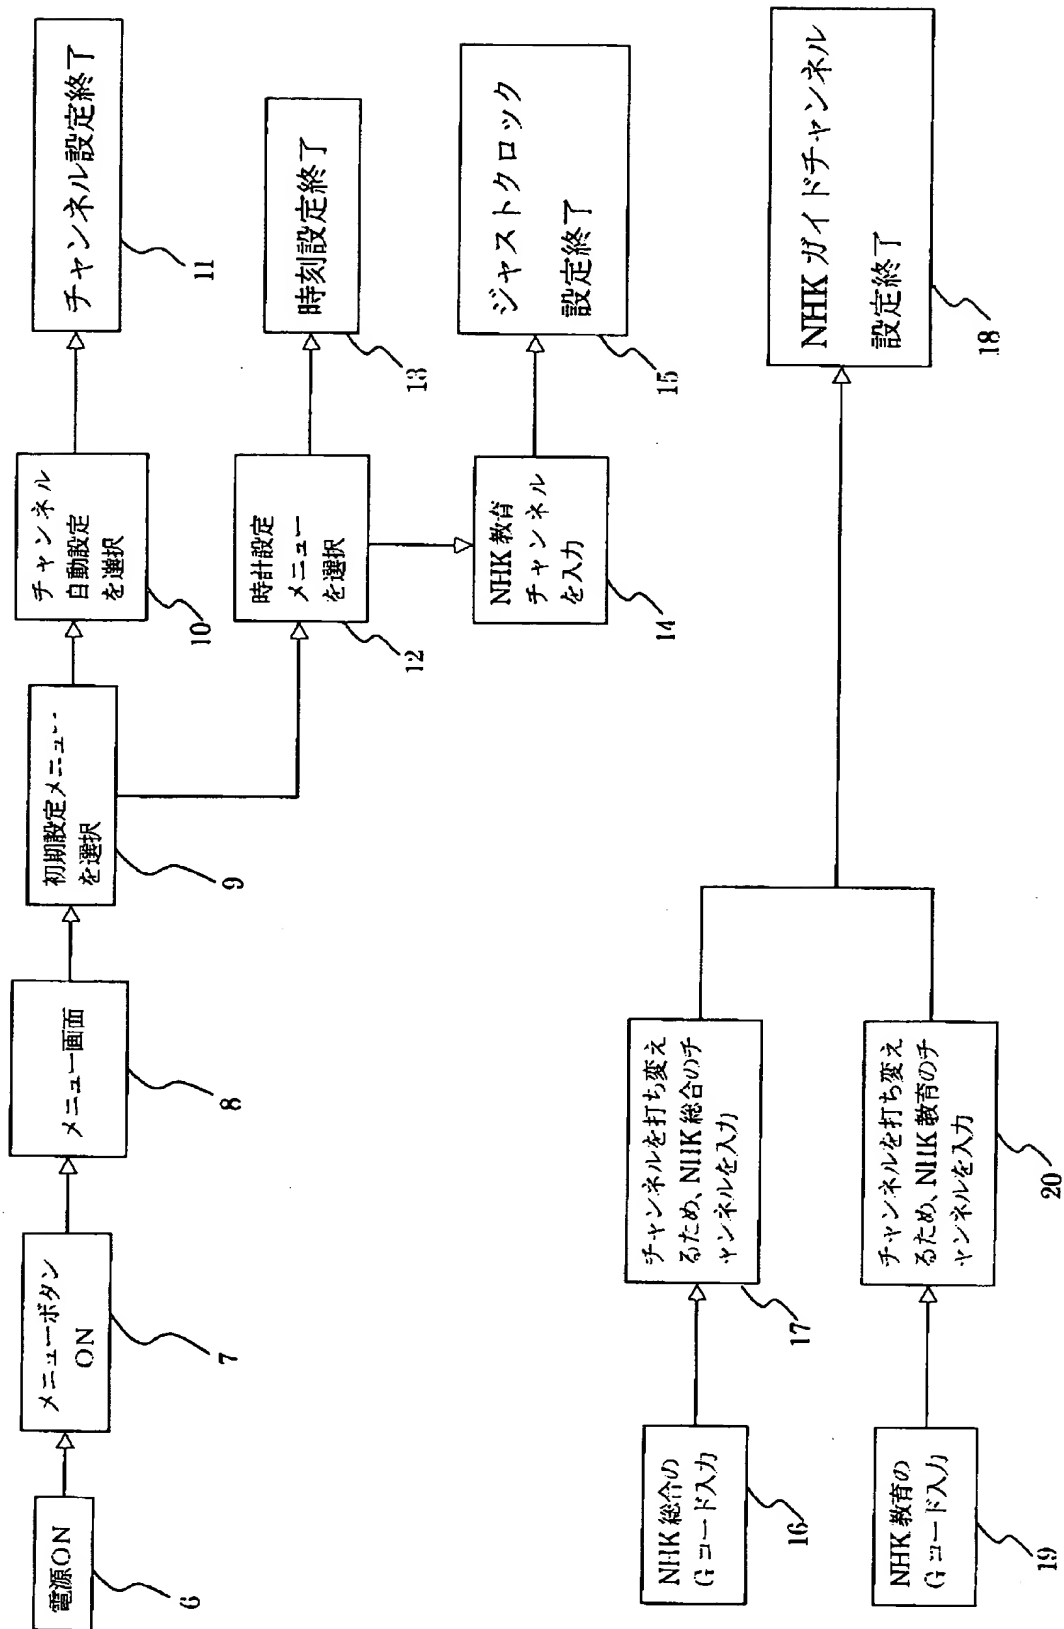 電源ON
6
メニューボタン
ON
7
メニュー画面
8
初期設定メニュー
を選択
9
チャンネル
自動設定
を選択
10
チャンネル設定終了
11
時計設定
メニュー
を選択
12
時刻設定終了
13
NHK教育
チャンネル
を入力
14
ジャストクロック
設定終了
15
NHK総合の
Gコード入力
16
チャンネルを打ち変え
るため、NHK総合のチ
ャンネルを入力
17
NHKガイドチャンネル
設定終了
18
NHK教育の
Gコード入力
19
チャンネルを打ち変え
るため、NHK教育のチ
ャンネルを入力
20